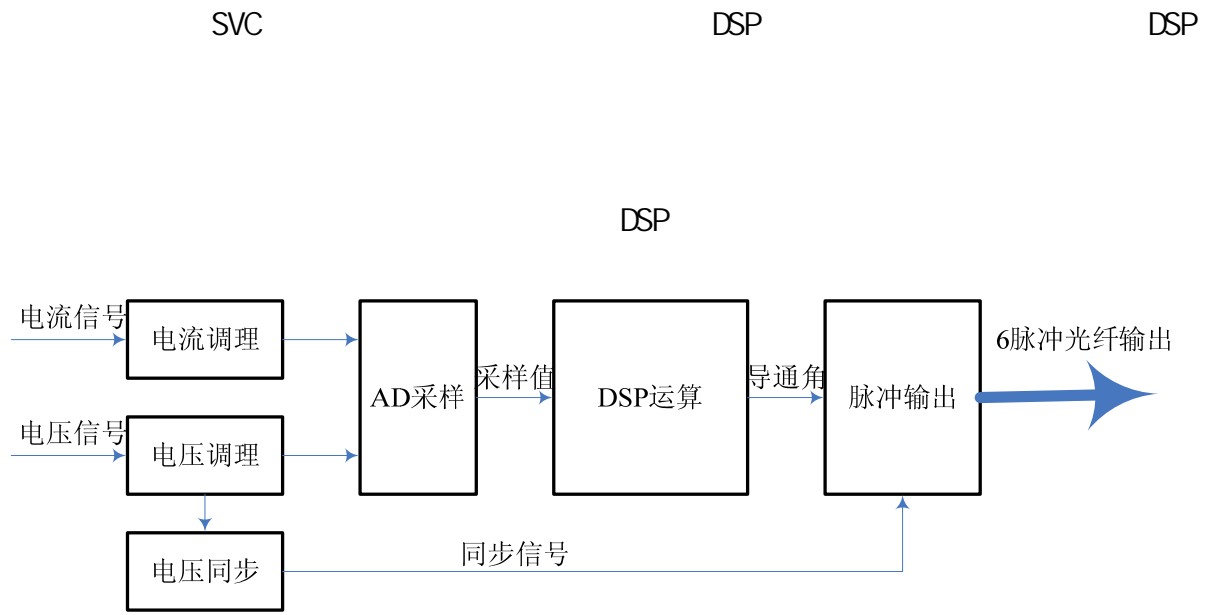 SVC DSP DSP
DSP
电流信号
电流调理
电压信号
电压调理
电压同步
AD采样
采样值
DSP运算
导通角
脉冲输出
6脉冲光纤输出
同步信号